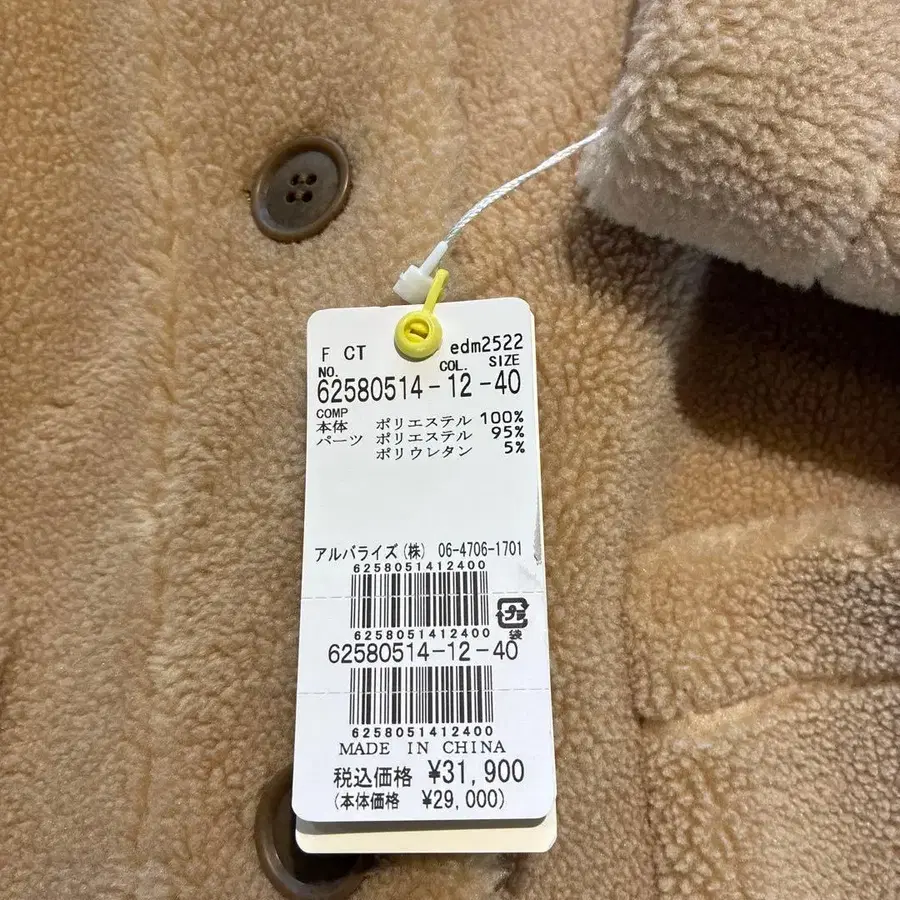 F CT edm2522
NO. COL. SIZE
62580514-12-40
COMP
本体 ポリエステル 100%
パーツ ポリエステル 95%
ポリウレタン 5%
アルバライズ(株) 06-4706-1701
6258051412400
6258051412400
袋
62580514-12-40
6258051412400
MADE IN CHINA
税込価格 ¥31,900
(本体価格 ¥29,000)